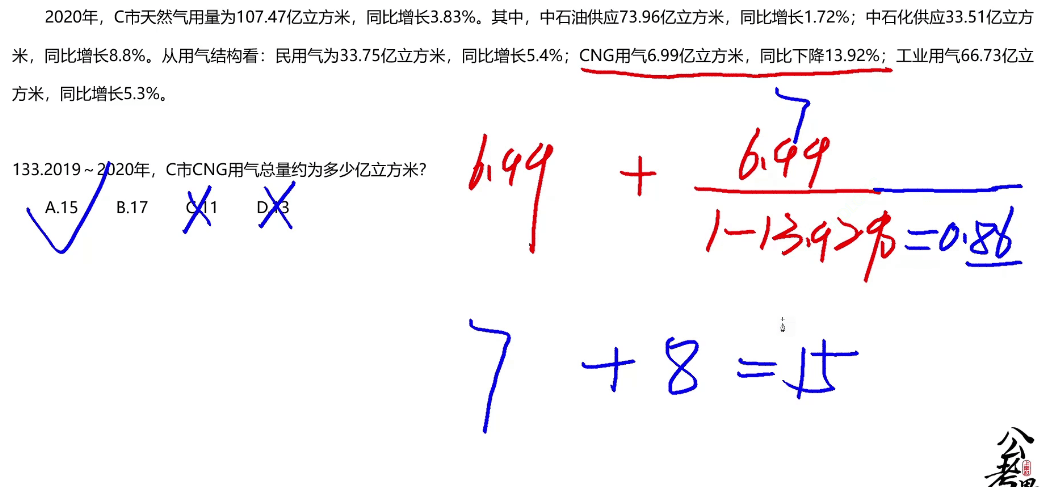 2020年，C市天然气用量为107.47亿立方米，同比增长3.83%。其中，中石油供应73.96亿立方米，同比增长1.72%；中石化供应33.51亿立方
米，同比增长8.8%。从用气结构看：民用气为33.75亿立方米，同比增长5.4%；CNG用气6.99亿立方米，同比下降13.92%；工业用气66.73亿立
方米，同比增长5.3%。
7
6.99 + 6.99
133.2019～2020年，C市CNG用气总量约为多少亿立方米？
A.15 B.17 C.11 D.13
1-13.92%=0.86
7 +8=15
公考